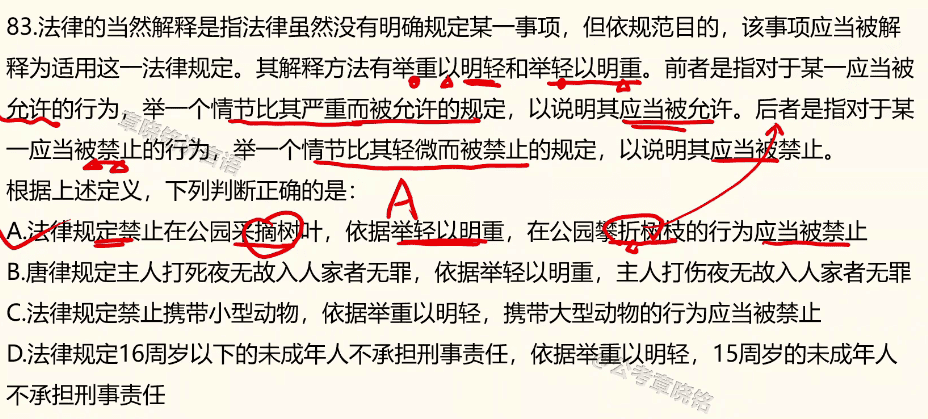 83.法律的当然解释是指法律虽然没有明确规定某一事项，但依规范目的，该事项应当被解
释为适用这一法律规定。其解释方法有举重以明轻和举轻以明重。前者是指对于某一应当被
允许的行为，举一个情节比其严重而被允许的规定，以说明其应当被允许。后者是指对于某
一应当被禁止的行为，举一个情节比其轻微而被禁止的规定，以说明其应当被禁止。
根据上述定义，下列判断正确的是：
A
A.法律规定禁止在公园采摘树叶，依据举轻以明重，在公园攀折树枝的行为应当被禁止
B.唐律规定主人打死夜无故入人家者无罪，依据举轻以明重，主人打伤夜无故入人家者无罪
C.法律规定禁止携带小型动物，依据举重以明轻，携带大型动物的行为应当被禁止
D.法律规定16周岁以下的未成年人不承担刑事责任，依据举重以明轻，15周岁的未成年人
不承担刑事责任